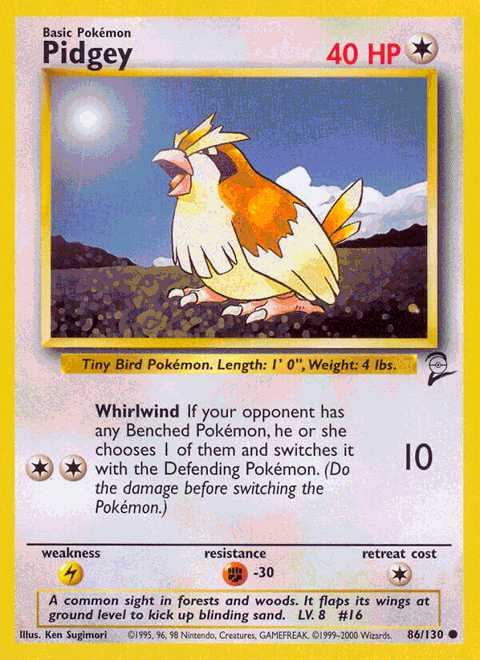 Basic Pokémon
Pidgey
40 HP
Tiny Bird Pokémon. Length: 1' 0", Weight: 4 lbs.
Whirlwind If your opponent has
any Benched Pokémon, he or she
chooses 1 of them and switches it
with the Defending Pokémon. (Do
the damage before switching the
Pokémon.)
10
weakness
resistance
retreat cost
-30
A common sight in forests and woods. It flaps its wings at
ground level to kick up blinding sand. LV. 8 #16
Illus. Ken Sugimori ©1995, 96, 98 Nintendo, Creatures, GAMEFREAK. ©1999-2000 Wizards. 86/130